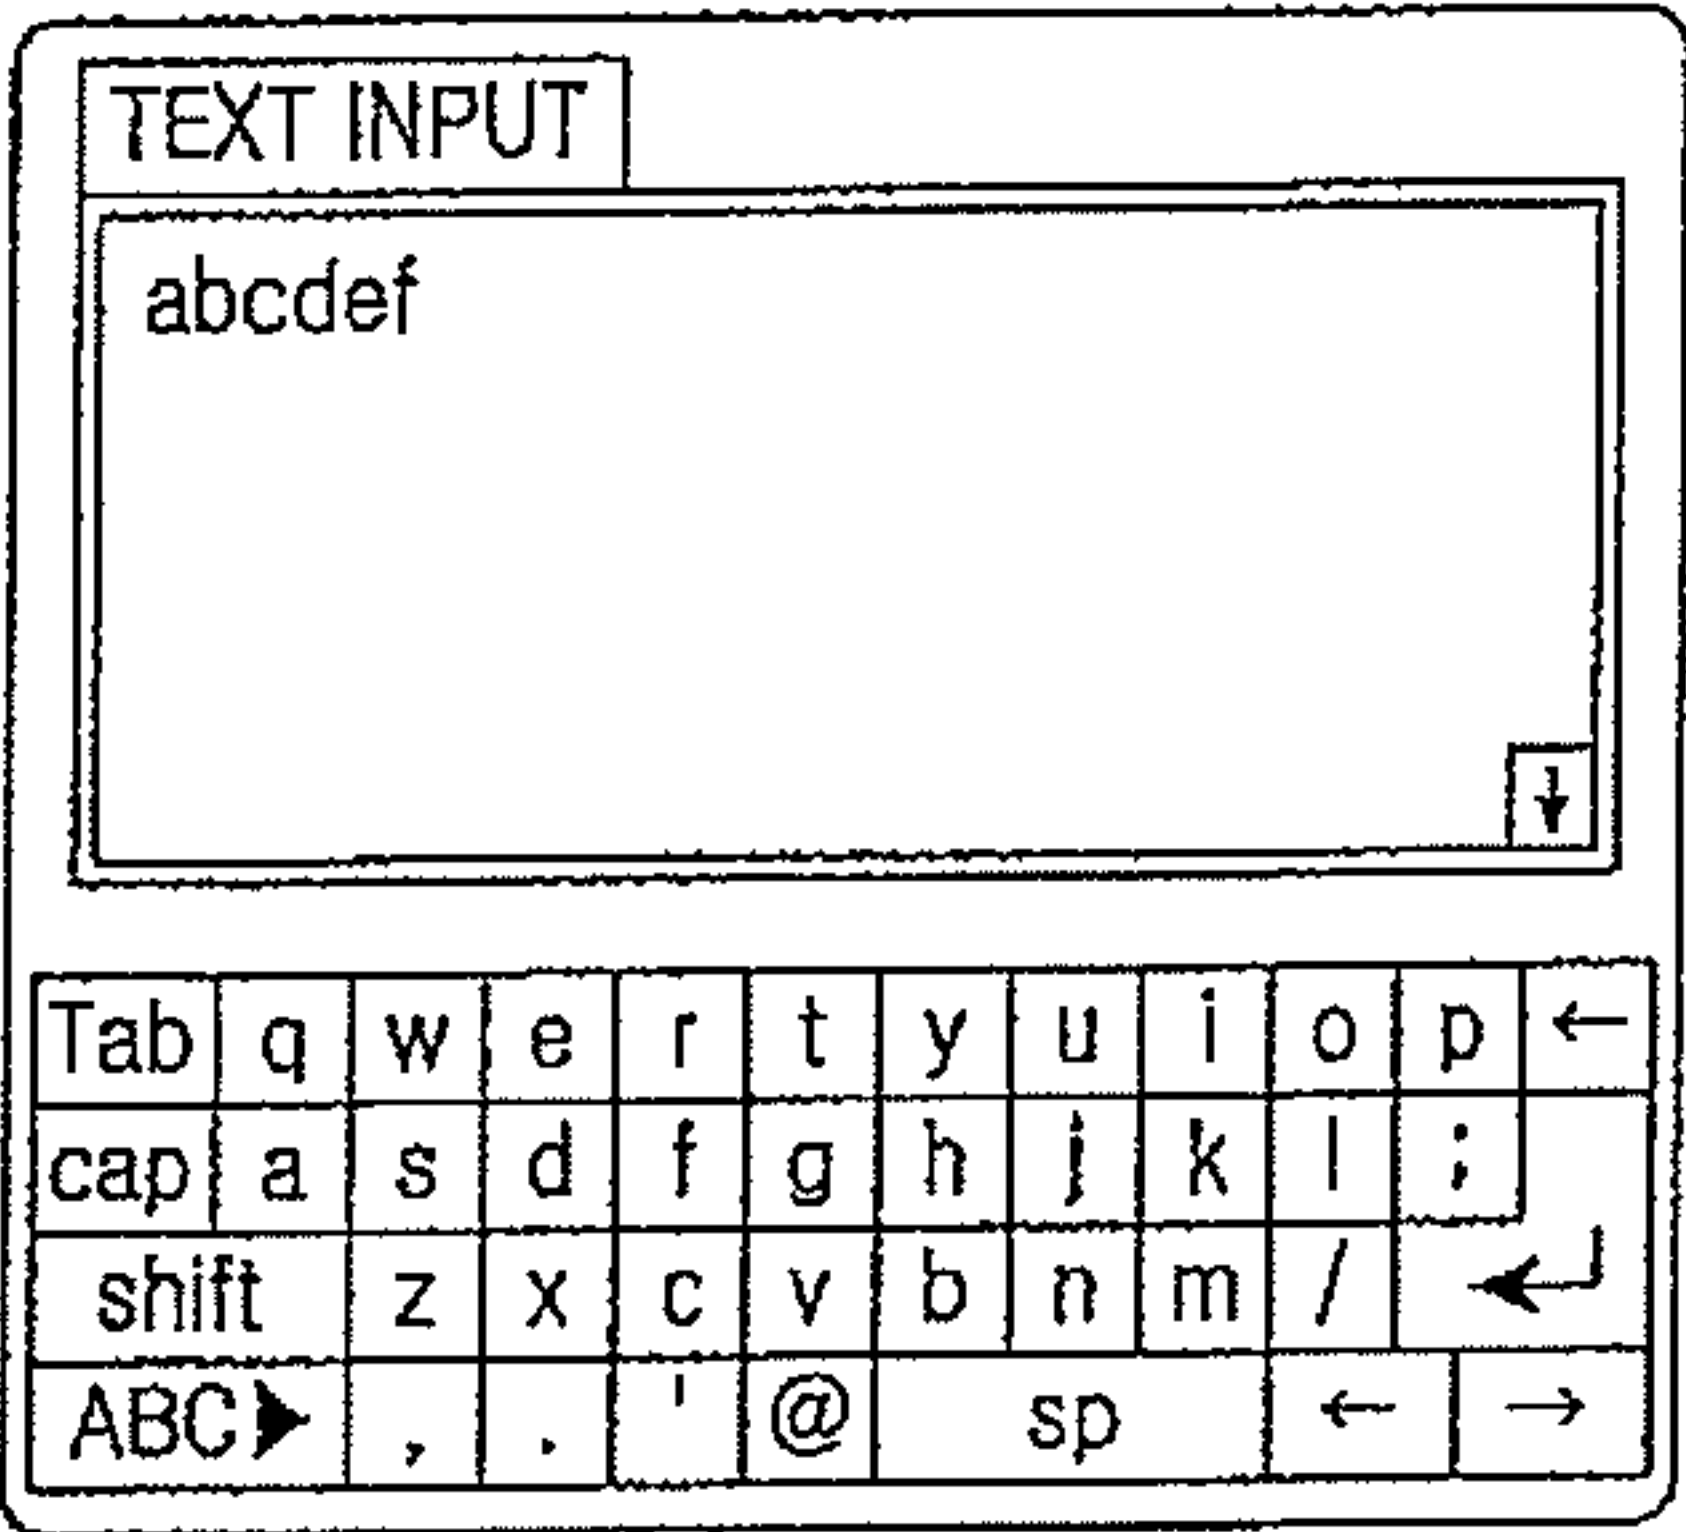 TEXT INPUT
abcdef
↓
Tab q w e r t y u i o p ←
cap a s d f g h j k l ;
shift z x c v b n m / ↵
ABC▶ , . ' @ sp ← →